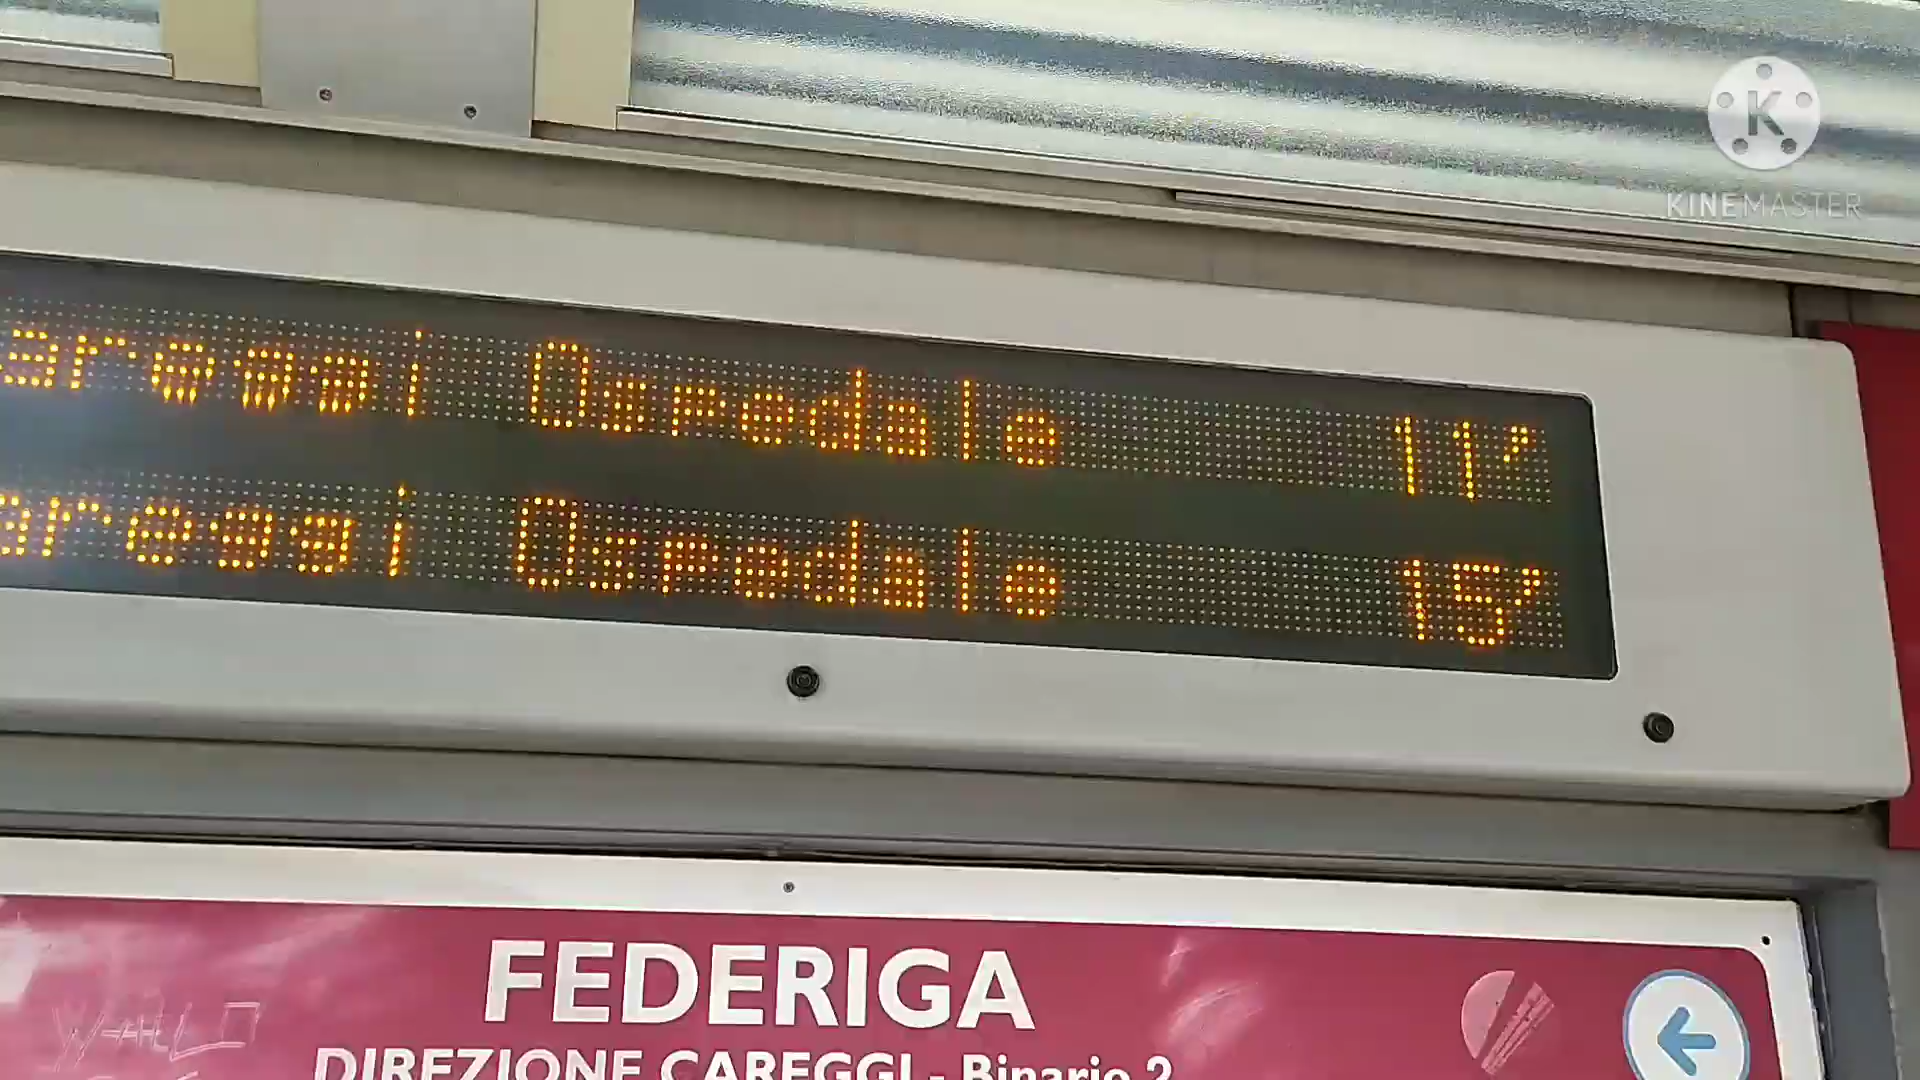 KINEMASTER
areggi Ospedale 11'
areggi Ospedale 15'
FEDERIGA
DIREZIONE CAREGGI - Binario 2